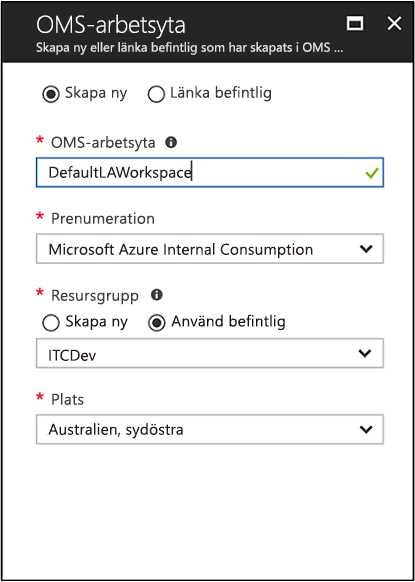 OMS-arbetsyta
Skapa ny eller länka befintlig som har skapats i OMS ...
Skapa ny Länka befintlig
* OMS-arbetsyta
DefaultLAWorkspace
* Prenumeration
Microsoft Azure Internal Consumption
* Resursgrupp
Skapa ny Använd befintlig
ITCDev
* Plats
Australien, sydöstra